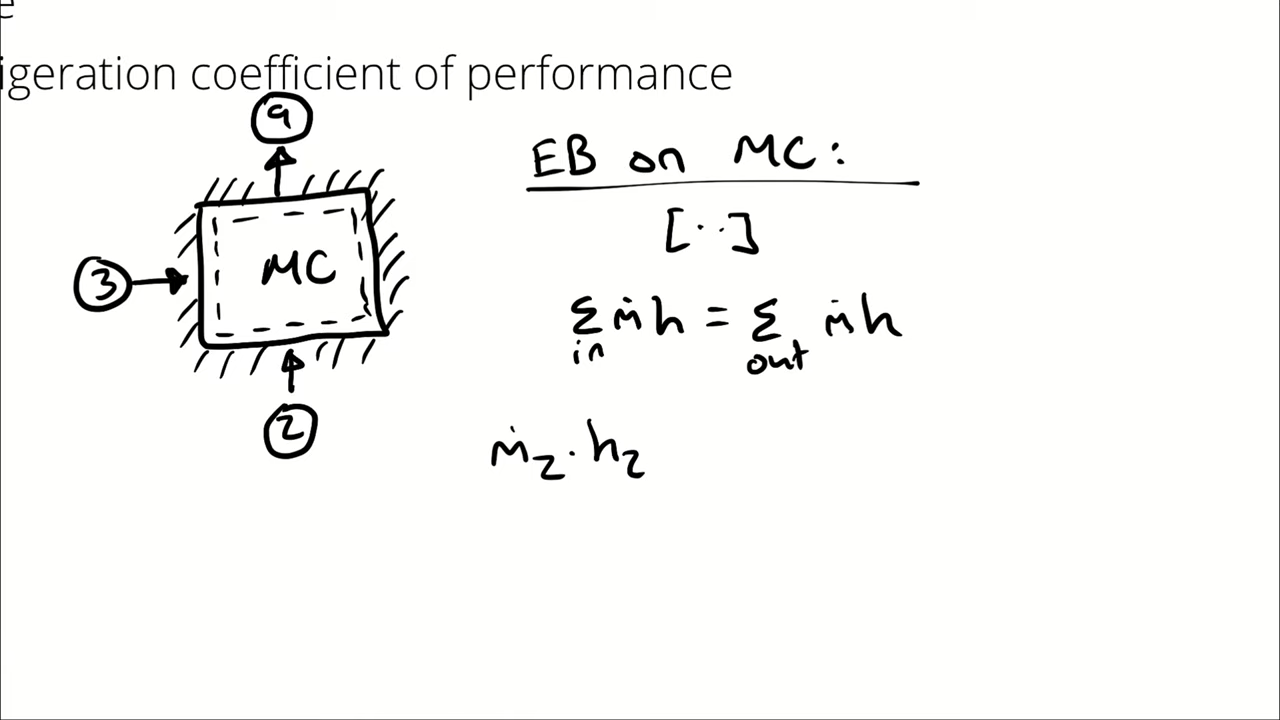 igeration coefficient of performance
9
EB on MC:
[··]
3
MC
Σ ṁh = Σ ṁh
in out
2
ṁ2 · h2